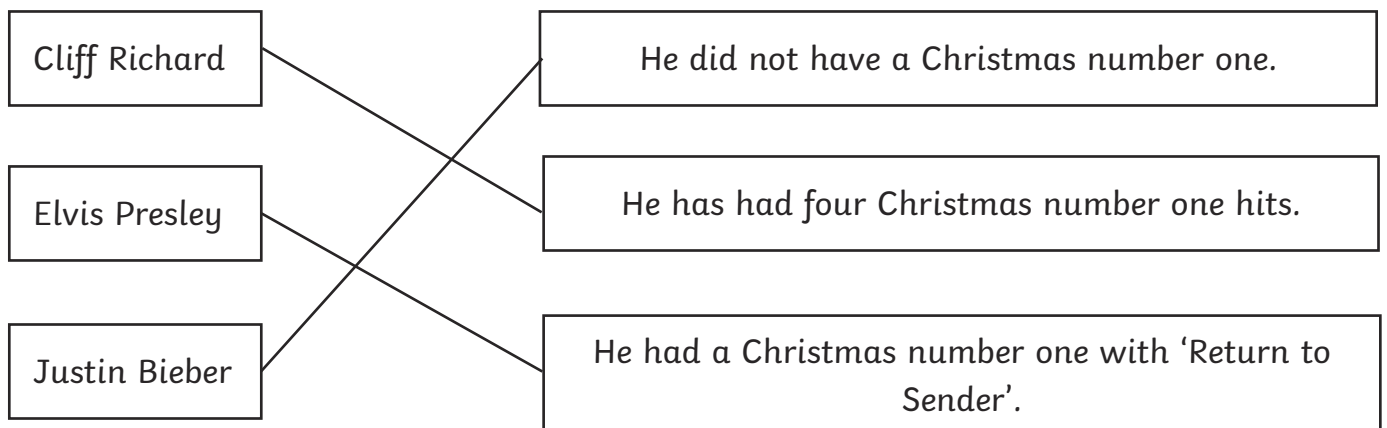 Cliff Richard
He did not have a Christmas number one.
Elvis Presley
He has had four Christmas number one hits.
Justin Bieber
He had a Christmas number one with ‘Return to
Sender’.